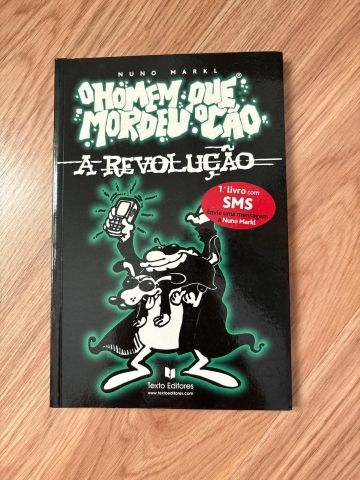 NUNO MARKL
O HOMEM QUE
MORDEU O CÃO
A REVOLUÇÃO
1º livro com
SMS
Envie uma mensagem
a Nuno Markl
Texto Editores
www.textoeditores.com